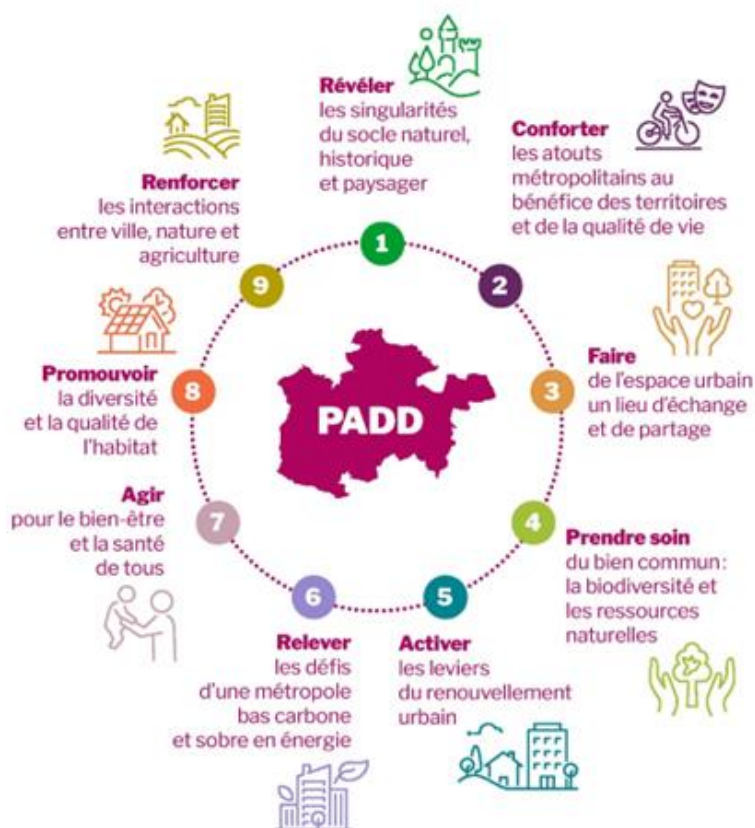 1
Révéler
les singularités
du socle naturel,
historique
et paysager
2
Conforter
les atouts
métropolitains au
bénéfice des territoires
et de la qualité de vie
3
Faire
de l'espace urbain
un lieu d'échange
et de partage
4
Prendre soin
du bien commun :
la biodiversité et
les ressources
naturelles
5
Activer
les leviers
du renouvellement
urbain
6
Relever
les défis
d'une métropole
bas carbone
et sobre en énergie
7
Agir
pour le bien-être
et la santé
de tous
8
Promouvoir
la diversité
et la qualité de
l'habitat
9
Renforcer
les interactions
entre ville, nature et
agriculture
PADD